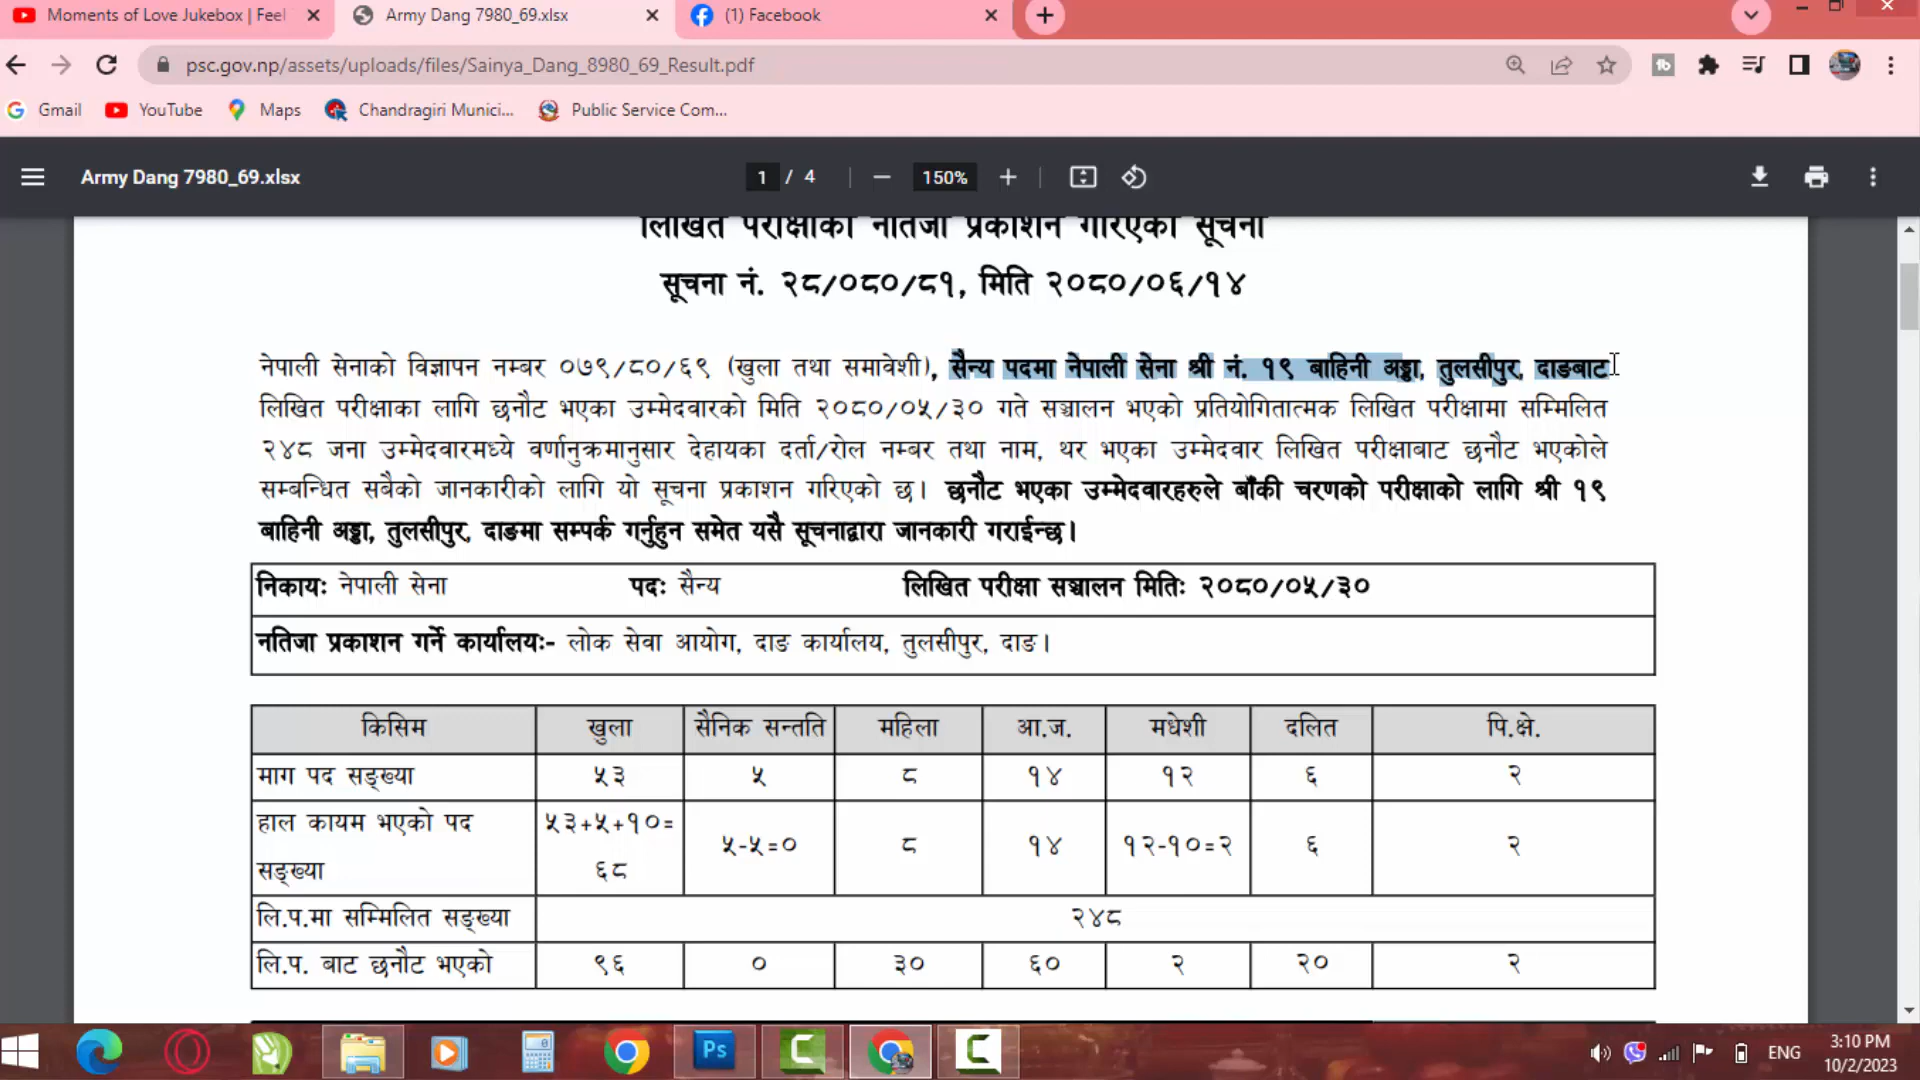 Moments of Love Jukebox | Feel
Army Dang 7980_69.xlsx
(1) Facebook
psc.gov.np/assets/uploads/files/Sainya_Dang_8980_69_Result.pdf
Gmail
YouTube
Maps
Chandragiri Munici...
Public Service Com...
Army Dang 7980_69.xlsx
1 / 4
150%
लिखित परीक्षाको नतिजा प्रकाशन गरिएको सूचना
सूचना नं. २८/०८०/८१, मिति २०८०/०६/१४
नेपाली सेनाको विज्ञापन नम्बर ०७९/८०/६९ (खुला तथा समावेशी), सैन्य पदमा नेपाली सेना श्री नं. १९ बाहिनी अड्डा, तुलसीपुर, दाङबाट
लिखित परीक्षाका लागि छनौट भएका उम्मेदवारको मिति २०८०/०५/३० गते सञ्चालन भएको प्रतियोगितात्मक लिखित परीक्षामा सम्मिलित
२४८ जना उम्मेदवारमध्ये वर्णानुक्रमानुसार देहायका दर्ता/रोल नम्बर तथा नाम, थर भएका उम्मेदवार लिखित परीक्षाबाट छनौट भएकोले
सम्बन्धित सबैको जानकारीको लागि यो सूचना प्रकाशन गरिएको छ। छनौट भएका उम्मेदवारहरुले बाँकी चरणको परीक्षाको लागि श्री १९
बाहिनी अड्डा, तुलसीपुर, दाङमा सम्पर्क गर्नुहुन समेत यसै सूचनाद्वारा जानकारी गराईन्छ।
निकायः नेपाली सेना पदः सैन्य लिखित परीक्षा सञ्चालन मितिः २०८०/०५/३०
नतिजा प्रकाशन गर्ने कार्यालयः- लोक सेवा आयोग, दाङ कार्यालय, तुलसीपुर, दाङ।
किसिम खुला सैनिक सन्तति महिला आ.ज. मधेशी दलित पि.क्षे.
माग पद सङ्ख्या ५३ ५ ८ १४ १२ ६ २
हाल कायम भएको पद ५३+५+१०=
सङ्ख्या ६८ ५-५=० ८ १४ १२-१०=२ ६ २
लि.प.मा सम्मिलित सङ्ख्या २४८
लि.प. बाट छनौट भएको ९६ ० ३० ६० २ २० २
Ps
ENG
3:10 PM
10/2/2023